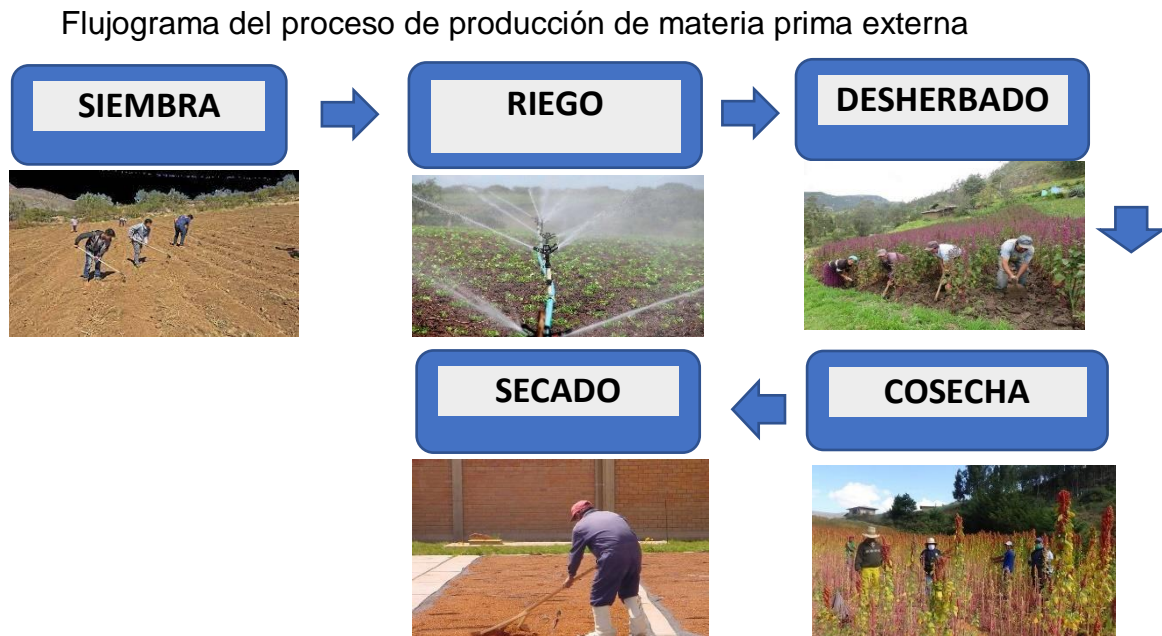 Flujograma del proceso de producción de materia prima externa
SIEMBRA
RIEGO
DESHERBADO
COSECHA
SECADO